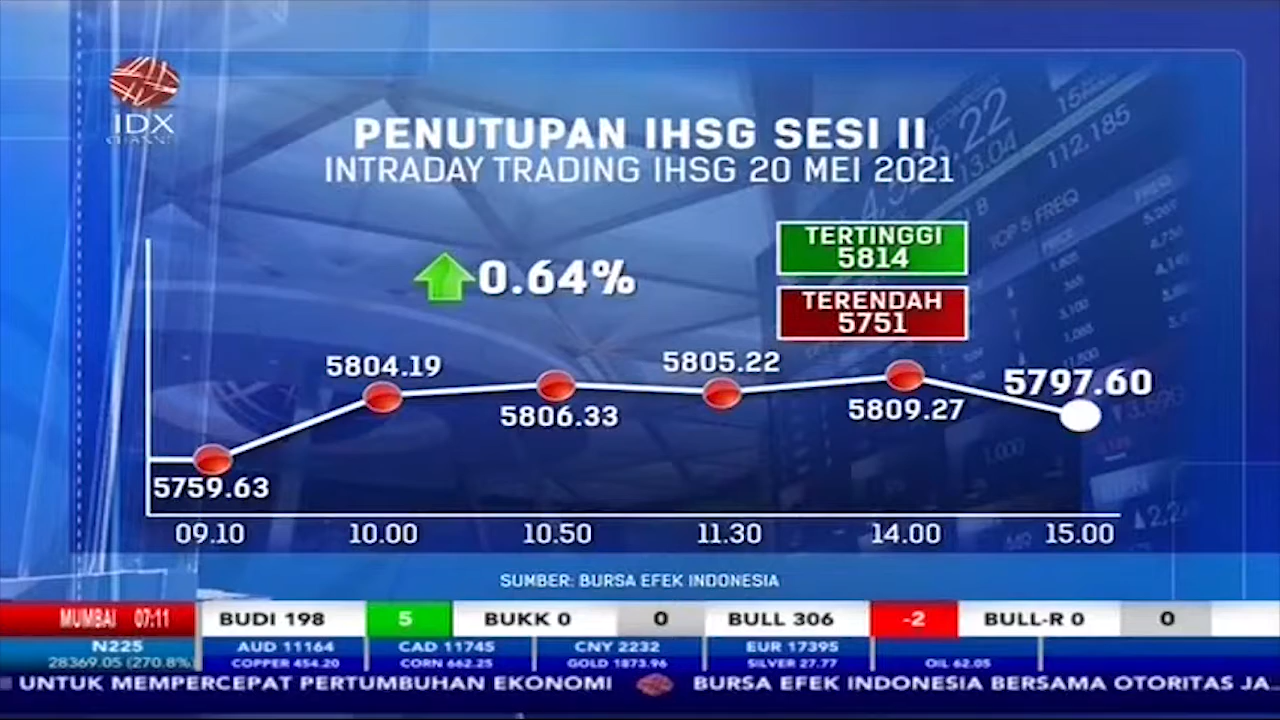 IDX
CHANNEL
PENUTUPAN IHSG SESI II
INTRADAY TRADING IHSG 20 MEI 2021
TERTINGGI
5814
0.64%
TERENDAH
5751
5804.19
5805.22
5797.60
5806.33
5809.27
5759.63
09.10 10.00 10.50 11.30 14.00 15.00
SUMBER: BURSA EFEK INDONESIA
MUMBAI 07:11 BUDI 198 5 BUKK 0 0 BULL 306 -2 BULL-R 0 0
N225 AUD 11164 CAD 11745 CNY 2232 EUR 17395
28369.05 (270.8%) COPPER 454.20 CORN 662.25 GOLD 1873.96 SILVER 27.77 OIL 62.05
UNTUK MEMPERCEPAT PERTUMBUHAN EKONOMI BURSA EFEK INDONESIA BERSAMA OTORITAS JA...